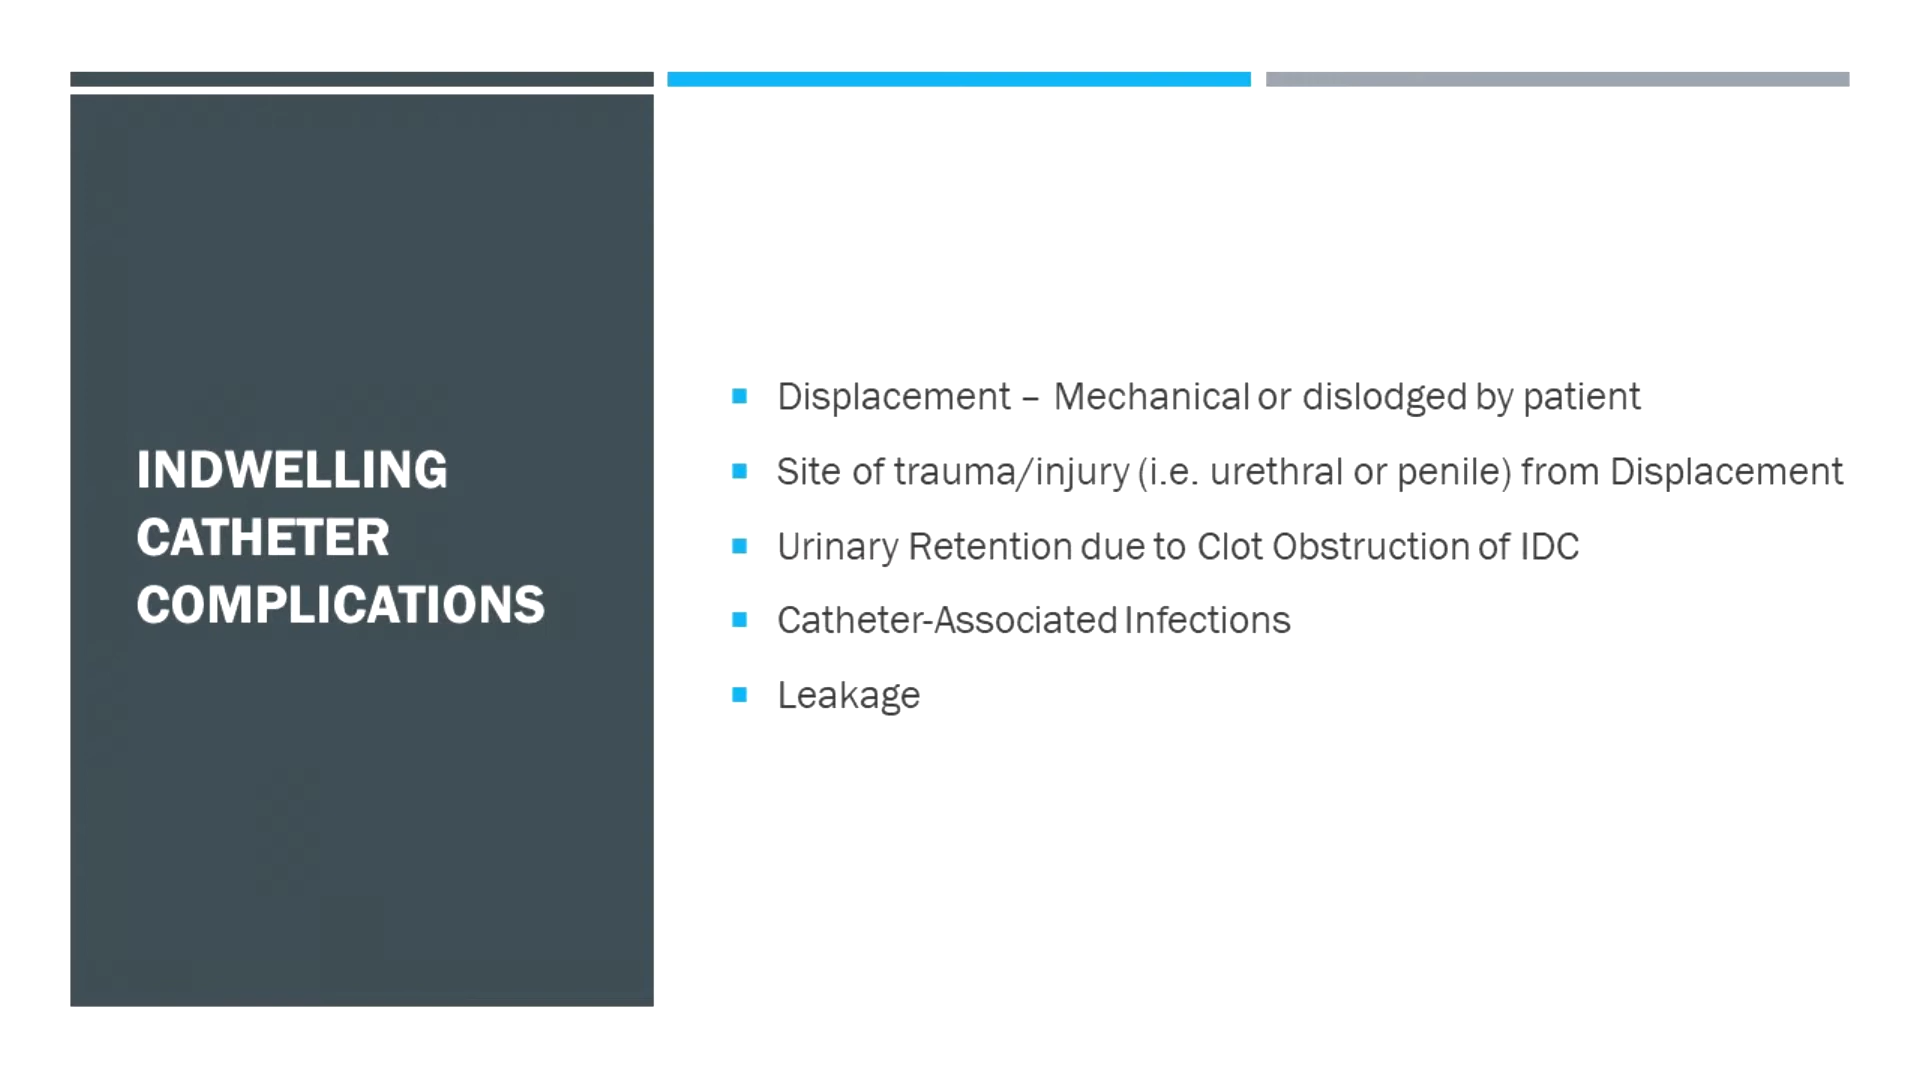 INDWELLING
CATHETER
COMPLICATIONS
Displacement – Mechanical or dislodged by patient
Site of trauma/injury (i.e. urethral or penile) from Displacement
Urinary Retention due to Clot Obstruction of IDC
Catheter-Associated Infections
Leakage